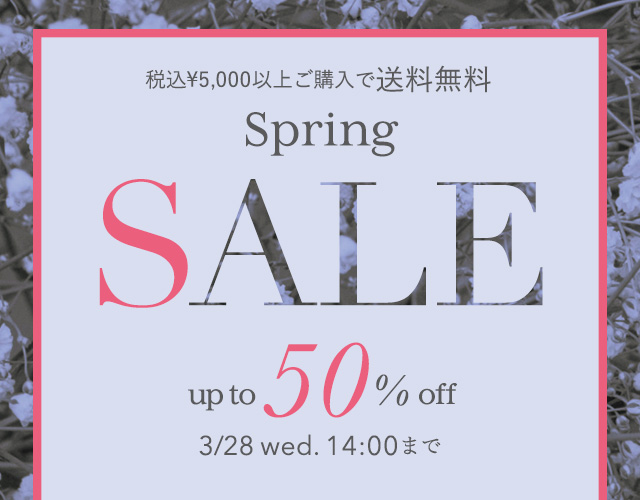 税込¥5,000以上ご購入で送料無料
Spring
SALE
up to 50% off
3/28 wed. 14:00まで